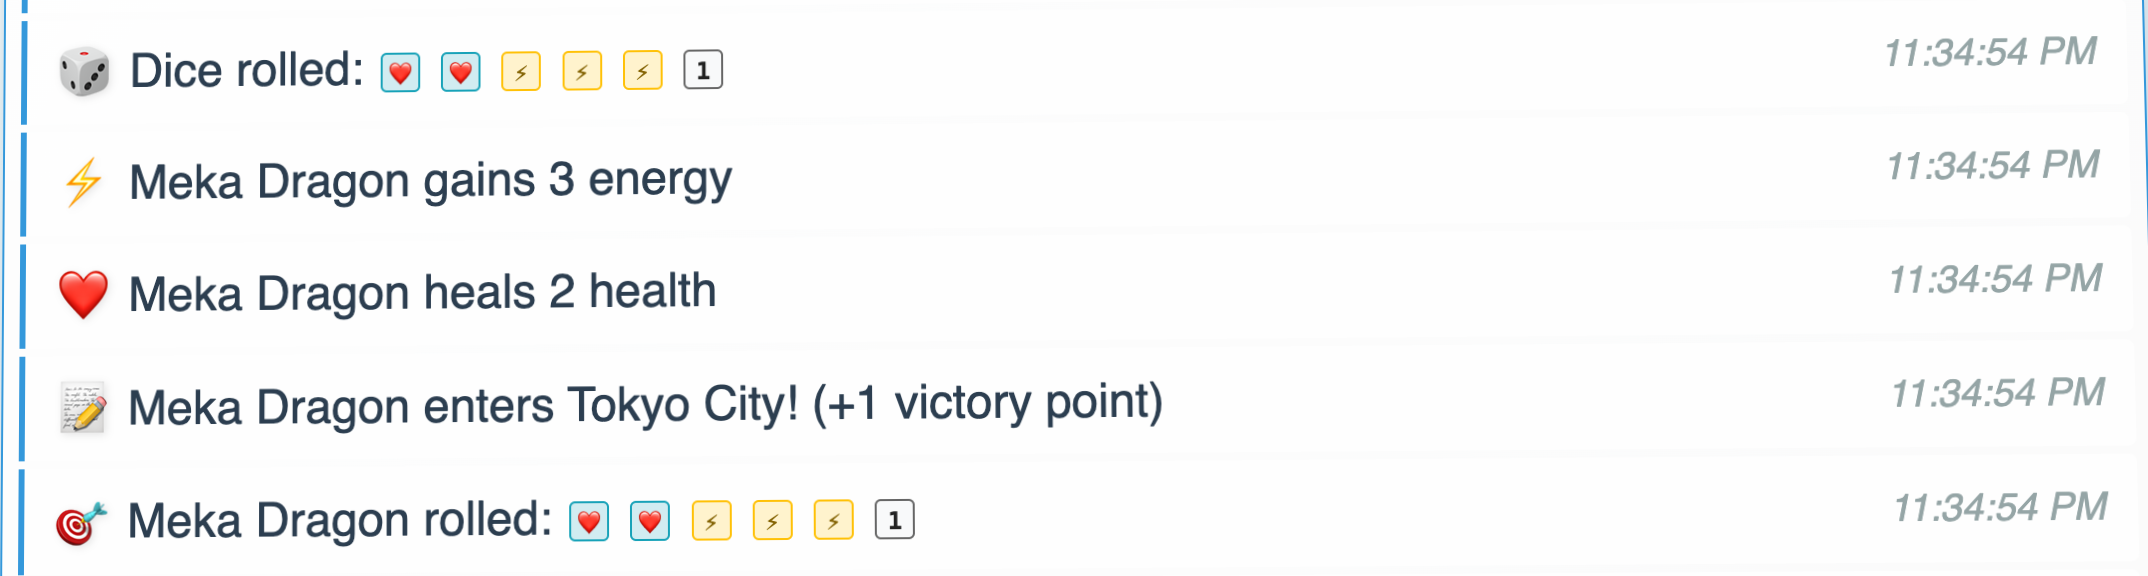 Dice rolled: ❤️ ❤️ ⚡ ⚡ ⚡ 1 11:34:54 PM
Meka Dragon gains 3 energy 11:34:54 PM
Meka Dragon heals 2 health 11:34:54 PM
Meka Dragon enters Tokyo City! (+1 victory point) 11:34:54 PM
Meka Dragon rolled: ❤️ ❤️ ⚡ ⚡ ⚡ 1 11:34:54 PM